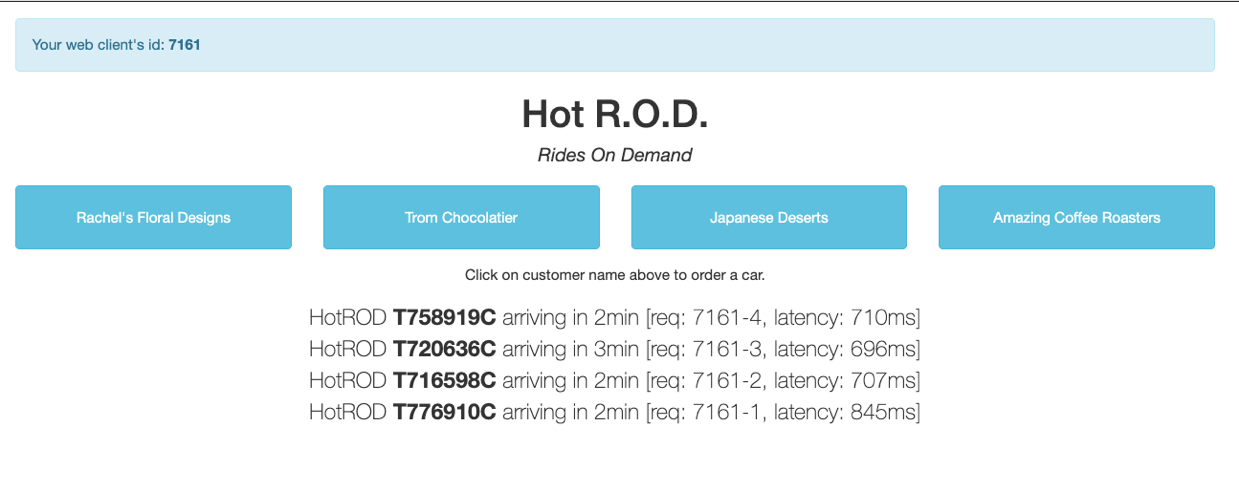 Your web client's id: 7161
Hot R.O.D.
Rides On Demand
Rachel's Floral Designs
Trom Chocolatier
Japanese Deserts
Amazing Coffee Roasters
Click on customer name above to order a car.
HotROD T758919C arriving in 2min [req: 7161-4, latency: 710ms]
HotROD T720636C arriving in 3min [req: 7161-3, latency: 696ms]
HotROD T716598C arriving in 2min [req: 7161-2, latency: 707ms]
HotROD T776910C arriving in 2min [req: 7161-1, latency: 845ms]